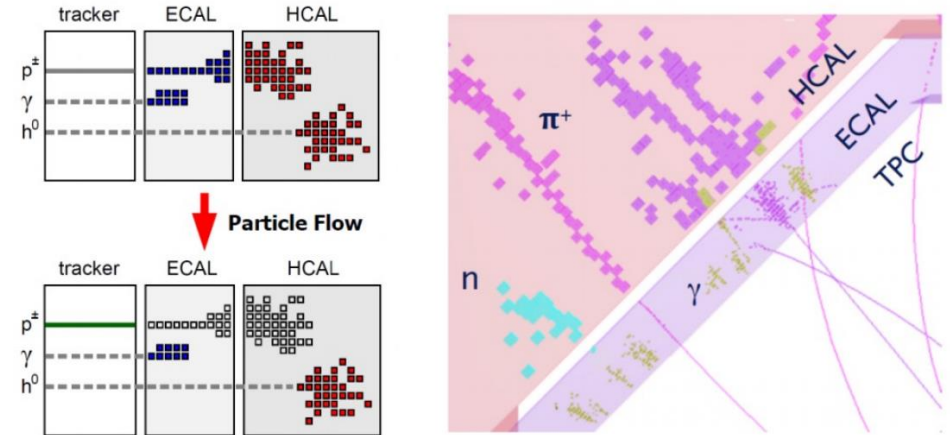 tracker ECAL HCAL
p±
γ
h⁰
Particle Flow
tracker ECAL HCAL
p±
γ
h⁰
HCAL
ECAL
TPC
π⁺
n
γ